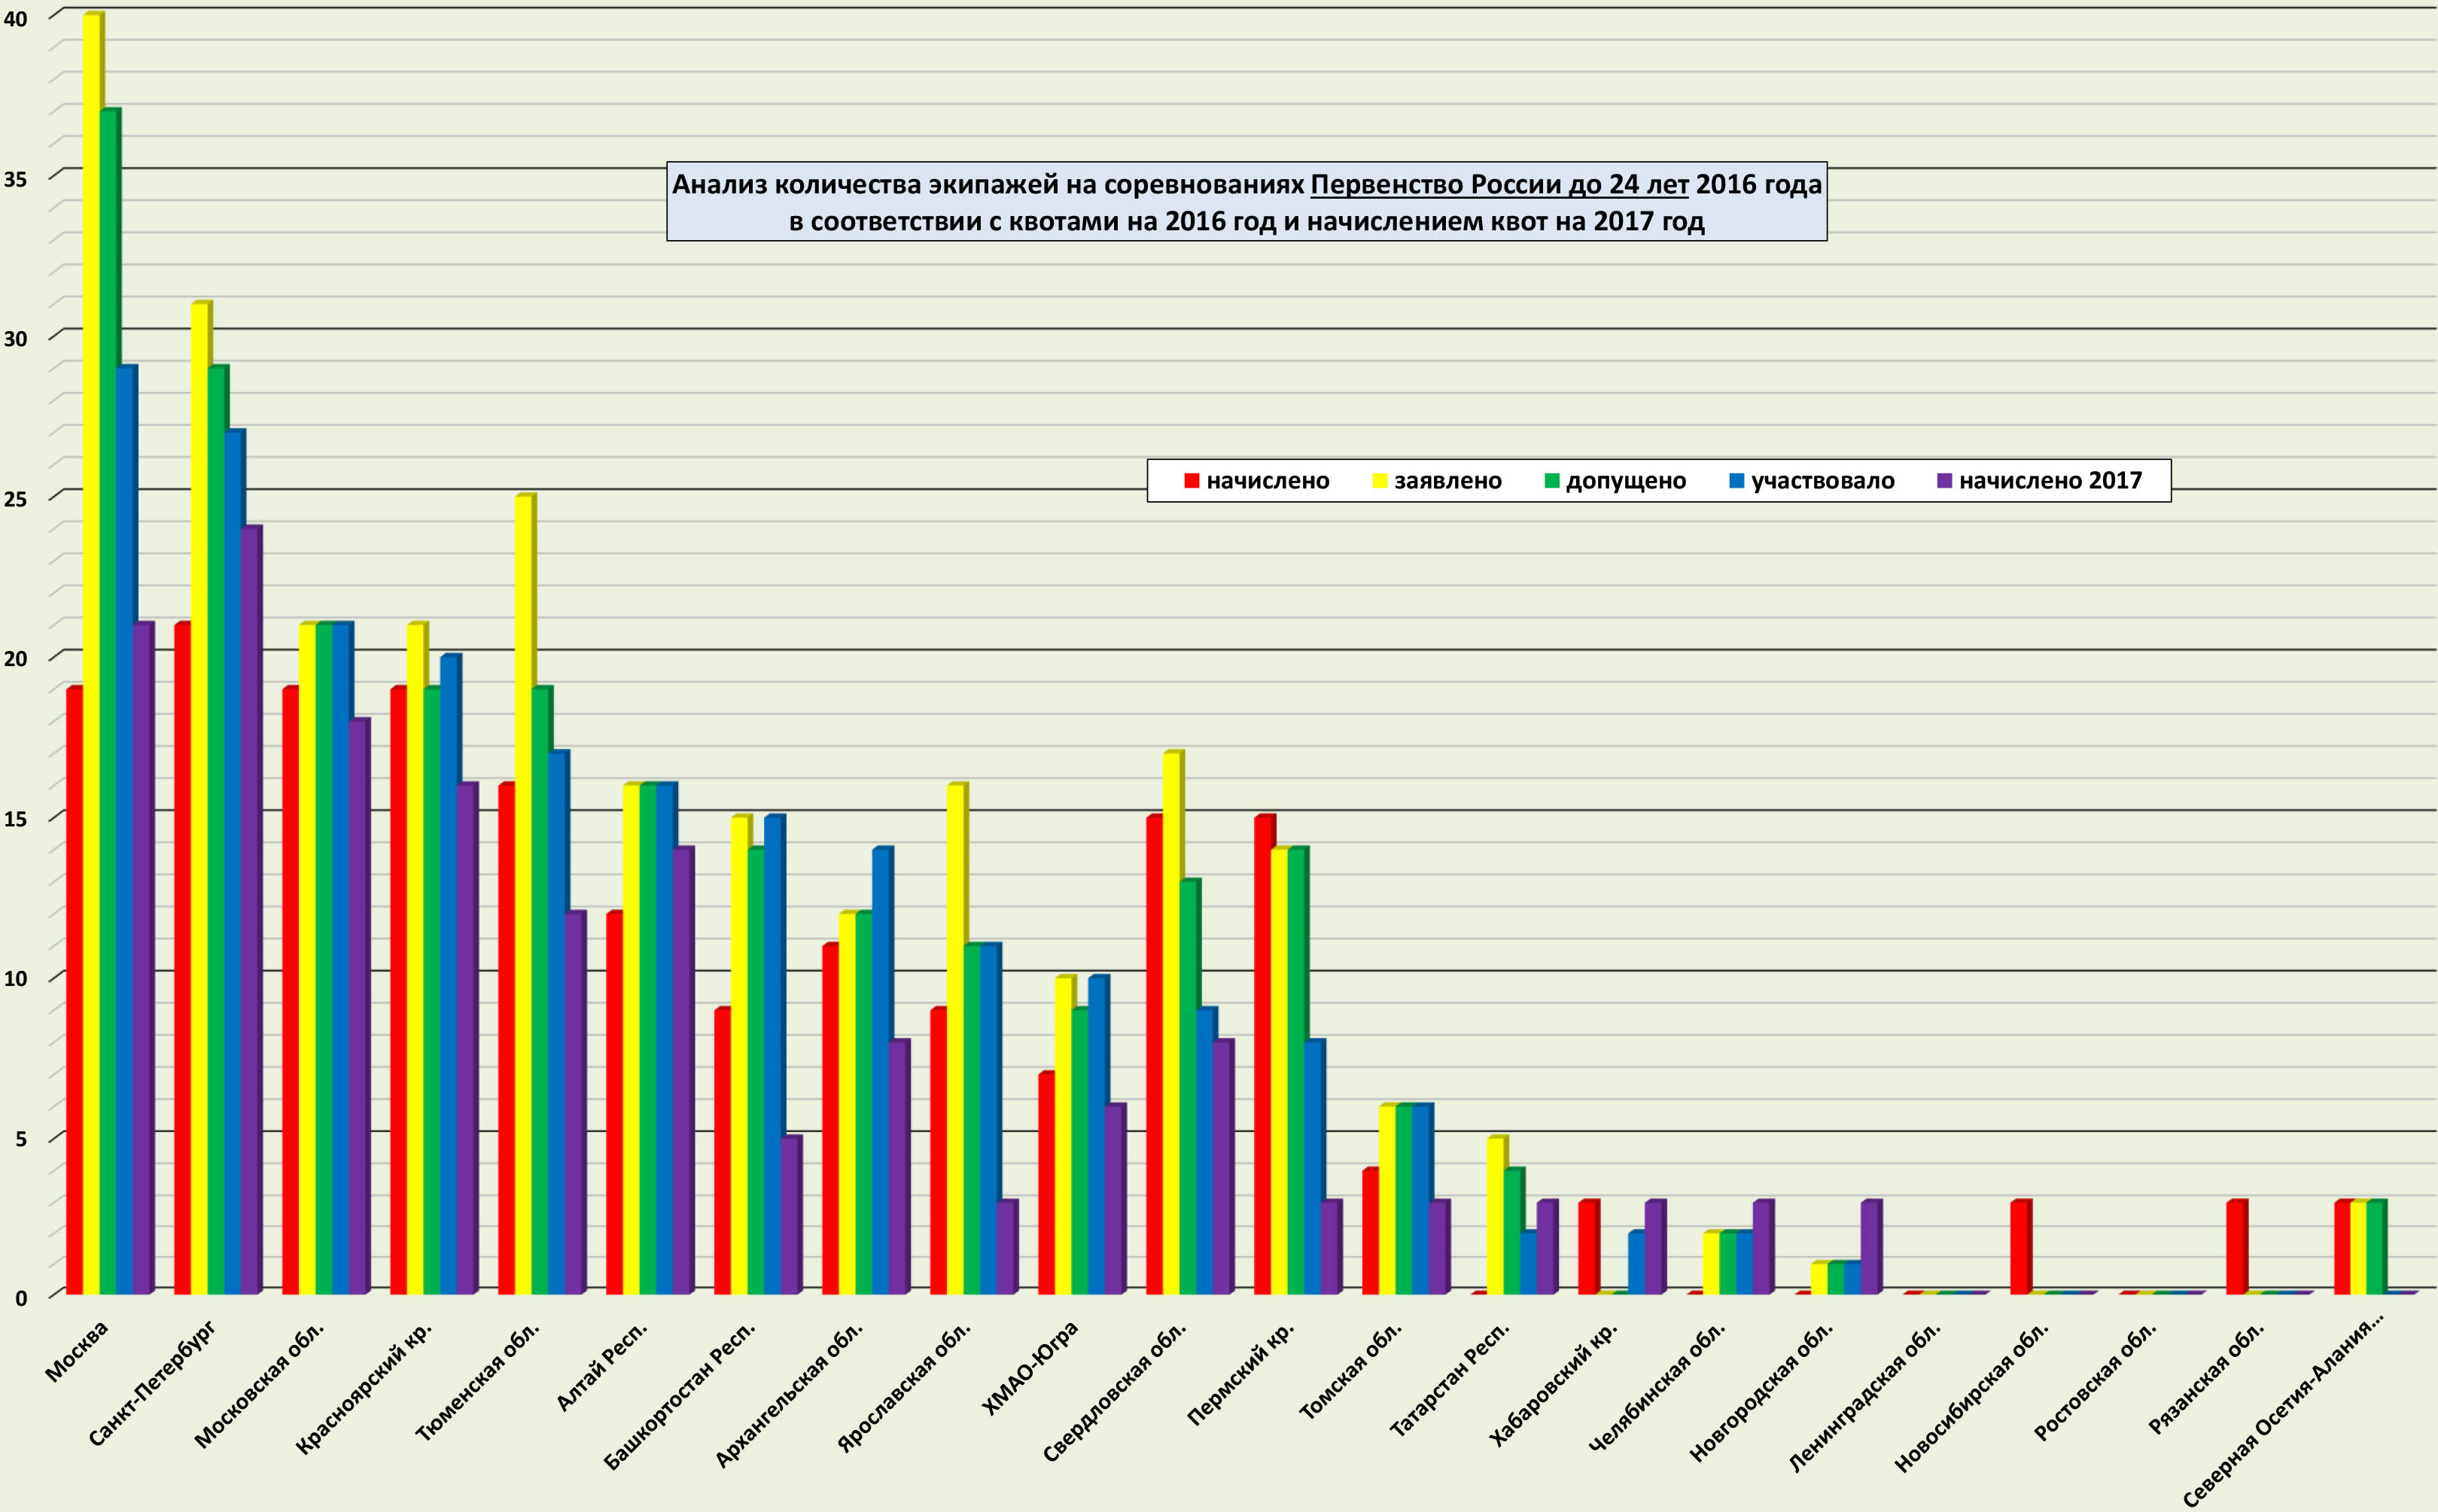 40
35
30
25
20
15
10
5
0
Анализ количества экипажей на соревнованиях Первенство России до 24 лет 2016 года
в соответствии с квотами на 2016 год и начислением квот на 2017 год
начислено
заявлено
допущено
участвовало
начислено 2017
Москва
Санкт-Петербург
Московская обл.
Красноярский кр.
Тюменская обл.
Алтай Респ.
Башкортостан Респ.
Архангельская обл.
Ярославская обл.
ХМАО-Югра
Свердловская обл.
Пермский кр.
Томская обл.
Татарстан Респ.
Хабаровский кр.
Челябинская обл.
Новгородская обл.
Ленинградская обл.
Новосибирская обл.
Ростовская обл.
Рязанская обл.
Северная Осетия-Алания...